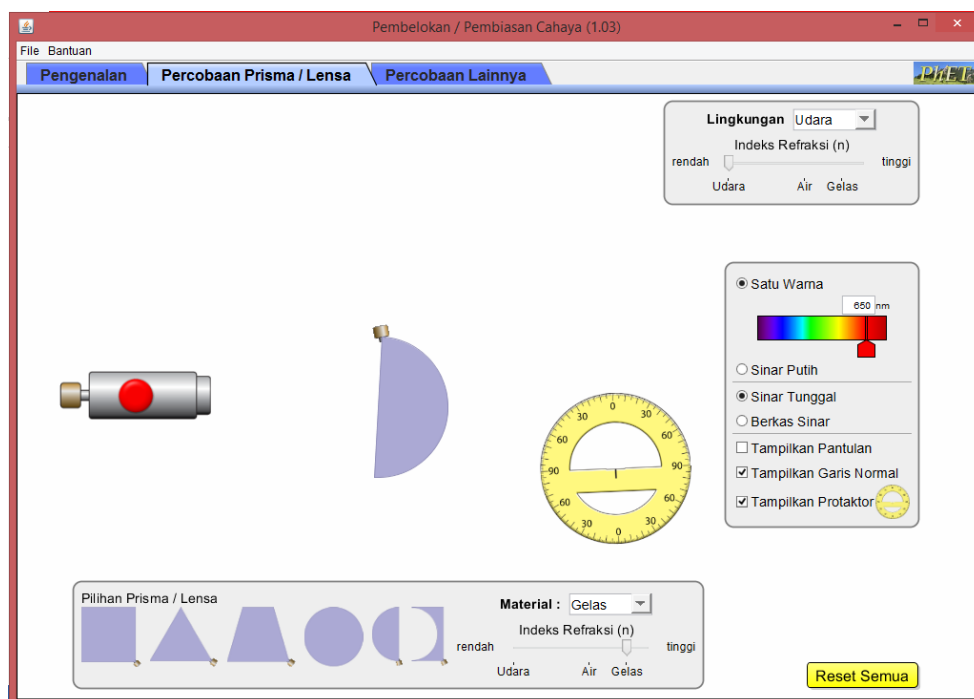 Pembelokan / Pembiasan Cahaya (1.03)
File Bantuan
Pengenalan Percobaan Prisma / Lensa Percobaan Lainnya
PhET
Lingkungan Udara
Indeks Refraksi (n)
rendah tinggi
Udara Air Gelas
Satu Warna
650 nm
Sinar Putih
Sinar Tunggal
Berkas Sinar
Tampilkan Pantulan
Tampilkan Garis Normal
Tampilkan Protaktor
30 0 30
60 60
90 90
60 60
30 0 30
Pilihan Prisma / Lensa
Material : Gelas
Indeks Refraksi (n)
rendah tinggi
Udara Air Gelas
Reset Semua